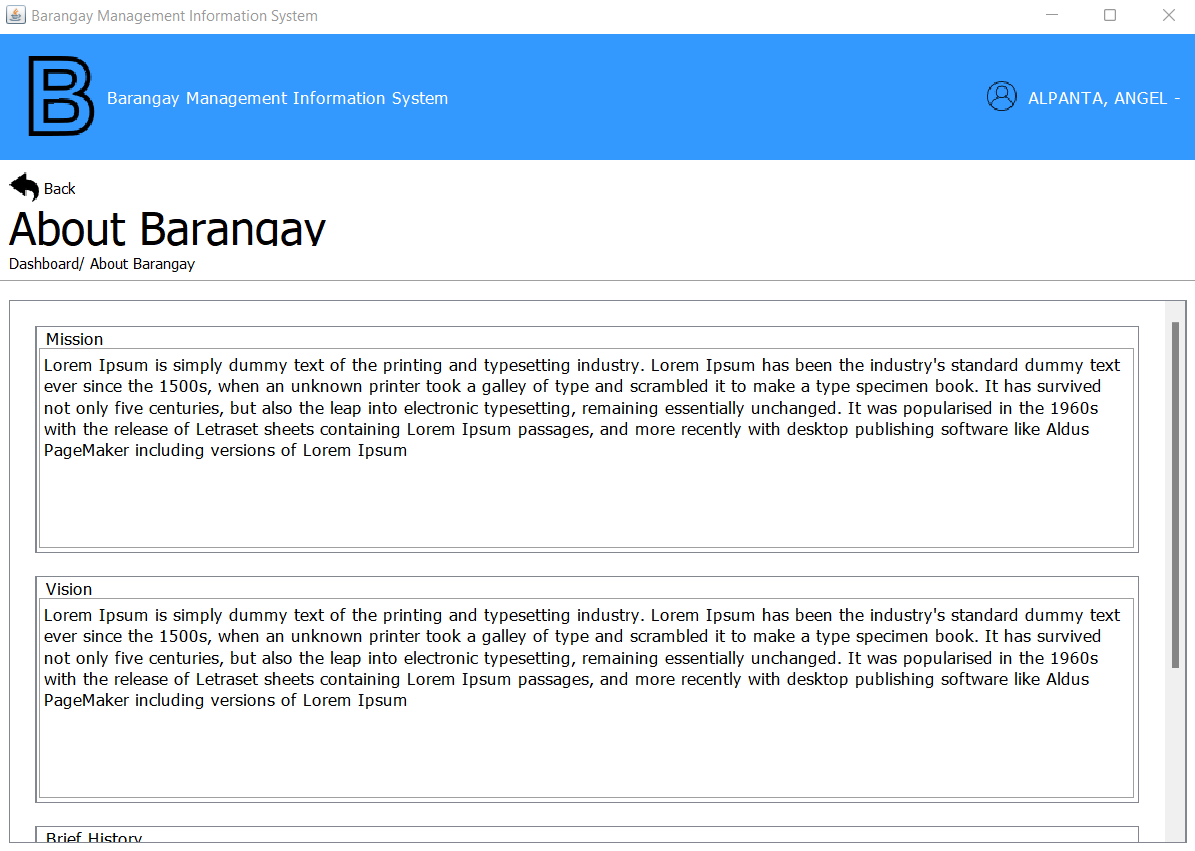 Barangay Management Information System
B
Barangay Management Information System
ALPANTA, ANGEL -
Back
About Barangay
Dashboard/ About Barangay
Mission
Lorem Ipsum is simply dummy text of the printing and typesetting industry. Lorem Ipsum has been the industry's standard dummy text
ever since the 1500s, when an unknown printer took a galley of type and scrambled it to make a type specimen book. It has survived
not only five centuries, but also the leap into electronic typesetting, remaining essentially unchanged. It was popularised in the 1960s
with the release of Letraset sheets containing Lorem Ipsum passages, and more recently with desktop publishing software like Aldus
PageMaker including versions of Lorem Ipsum
Vision
Lorem Ipsum is simply dummy text of the printing and typesetting industry. Lorem Ipsum has been the industry's standard dummy text
ever since the 1500s, when an unknown printer took a galley of type and scrambled it to make a type specimen book. It has survived
not only five centuries, but also the leap into electronic typesetting, remaining essentially unchanged. It was popularised in the 1960s
with the release of Letraset sheets containing Lorem Ipsum passages, and more recently with desktop publishing software like Aldus
PageMaker including versions of Lorem Ipsum
Brief History